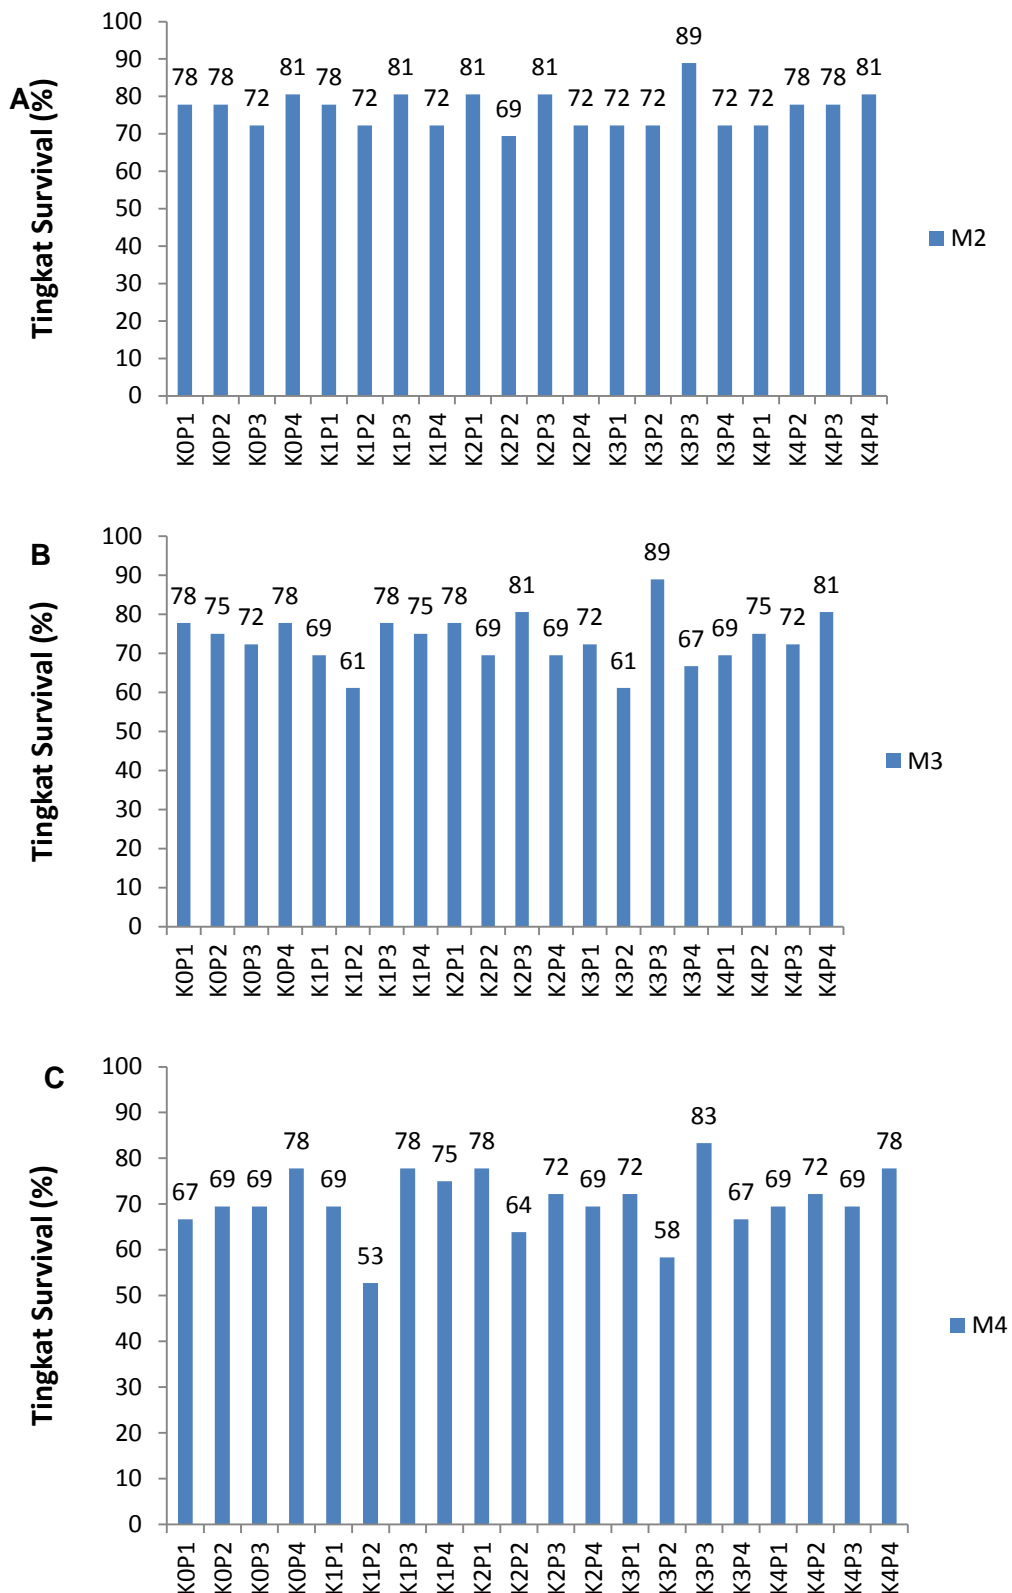 A
Tingkat Survival (%)
100
90
80
70
60
50
40
30
20
10
0
78 78 72 81 78 72 81 72 81 69 81 72 72 72 89 72 72 78 78 81
K0P1 K0P2 K0P3 K0P4 K1P1 K1P2 K1P3 K1P4 K2P1 K2P2 K2P3 K2P4 K3P1 K3P2 K3P3 K3P4 K4P1 K4P2 K4P3 K4P4
M2
B
Tingkat Survival (%)
100
90
80
70
60
50
40
30
20
10
0
78 75 72 78 69 61 78 75 78 69 81 69 72 61 89 67 69 75 72 81
K0P1 K0P2 K0P3 K0P4 K1P1 K1P2 K1P3 K1P4 K2P1 K2P2 K2P3 K2P4 K3P1 K3P2 K3P3 K3P4 K4P1 K4P2 K4P3 K4P4
M3
C
Tingkat Survival (%)
100
90
80
70
60
50
40
30
20
10
0
67 69 69 78 69 53 78 75 78 64 72 69 72 58 83 67 69 72 69 78
K0P1 K0P2 K0P3 K0P4 K1P1 K1P2 K1P3 K1P4 K2P1 K2P2 K2P3 K2P4 K3P1 K3P2 K3P3 K3P4 K4P1 K4P2 K4P3 K4P4
M4